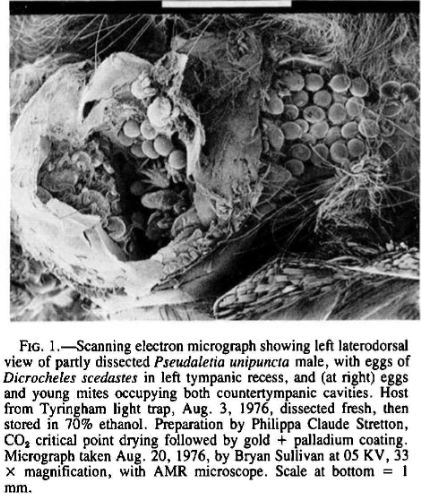 FIG. 1.—Scanning electron micrograph showing left laterodorsal
view of partly dissected Pseudaletia unipuncta male, with eggs of
Dicrocheles scedastes in left tympanic recess, and (at right) eggs
and young mites occupying both countertympanic cavities. Host
from Tyringham light trap, Aug. 3, 1976, dissected fresh, then
stored in 70% ethanol. Preparation by Philippa Claude Stretton,
CO₂ critical point drying followed by gold + palladium coating.
Micrograph taken Aug. 20, 1976, by Bryan Sullivan at 05 KV, 33
× magnification, with AMR microscope. Scale at bottom = 1
mm.